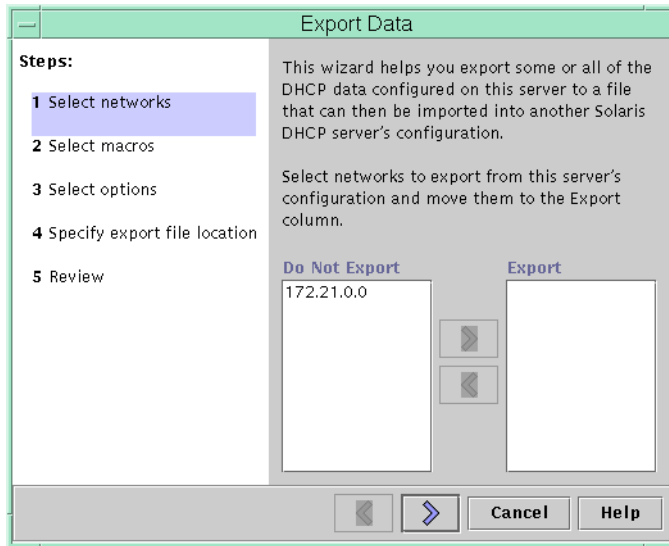 Export Data
Steps:
1 Select networks
2 Select macros
3 Select options
4 Specify export file location
5 Review
This wizard helps you export some or all of the
DHCP data configured on this server to a file
that can then be imported into another Solaris
DHCP server's configuration.
Select networks to export from this server's
configuration and move them to the Export
column.
Do Not Export
Export
172.21.0.0
Cancel
Help